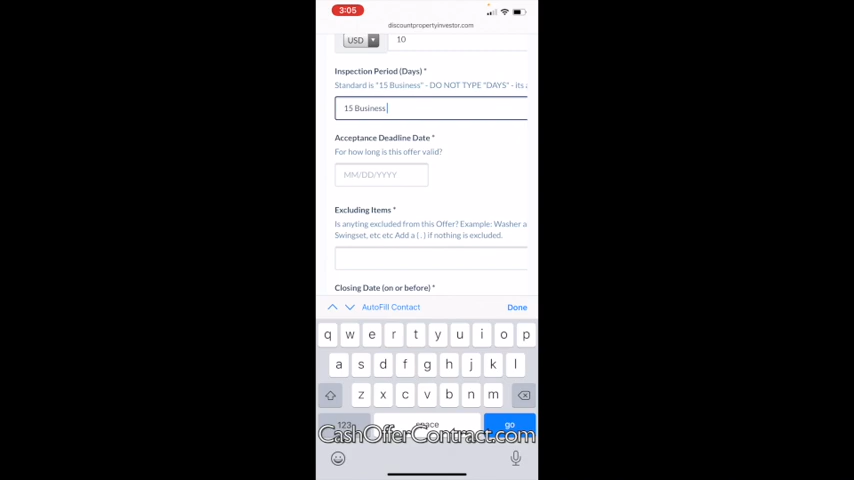 3:05
discountpropertyinvestor.com
USD
10
Inspection Period (Days) *
Standard is "15 Business" - DO NOT TYPE "DAYS" - its a
15 Business
Acceptance Deadline Date *
For how long is this offer valid?
MM/DD/YYYY
Excluding Items *
Is anyting excluded from this Offer? Example: Washer a
Swingset, etc etc Add a ( . ) if nothing is excluded.
Closing Date (on or before) *
AutoFill Contact
Done
q w e r t y u i o p
a s d f g h j k l
z x c v b n m
123
space
go
CashOfferContract.com